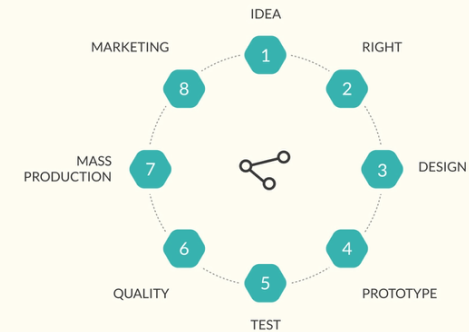 IDEA
1
RIGHT
2
DESIGN
3
PROTOTYPE
4
TEST
5
QUALITY
6
MASS
PRODUCTION
7
MARKETING
8